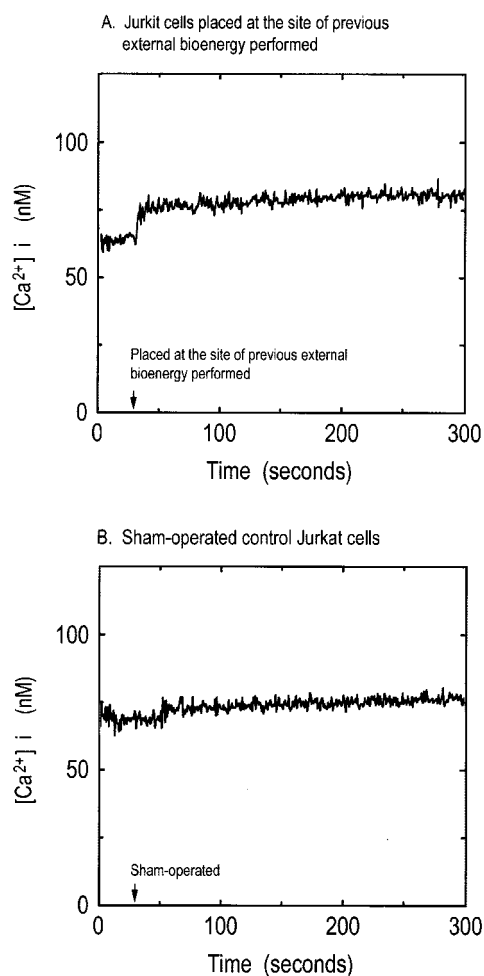 A. Jurkit cells placed at the site of previous
external bioenergy performed
[Ca2+] i (nM)
100
50
0
Placed at the site of previous external
bioenergy performed
0 100 200 300
Time (seconds)
B. Sham-operated control Jurkat cells
[Ca2+] i (nM)
100
50
0
Sham-operated
0 100 200 300
Time (seconds)